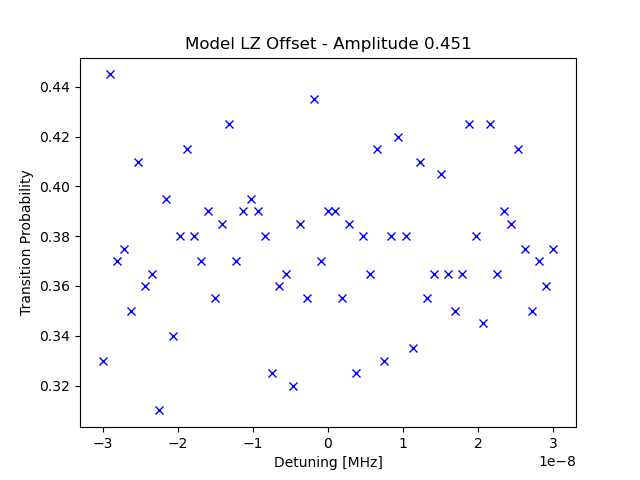 Model LZ Offset - Amplitude 0.451
Transition Probability
0.44
0.42
0.40
0.38
0.36
0.34
0.32
−3 −2 −1 0 1 2 3
1e−8
Detuning [MHz]